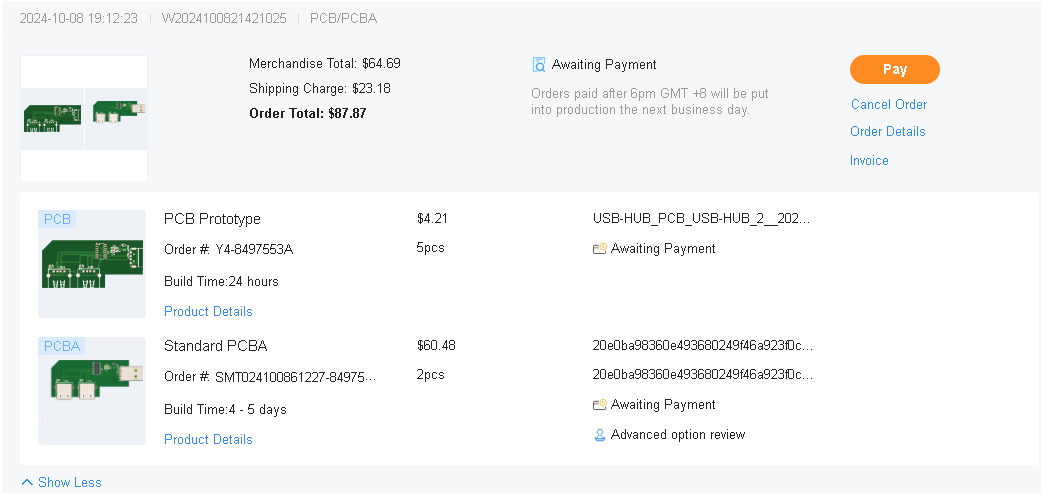 2024-10-08 19:12:23 | W2024100821421025 | PCB/PCBA
Merchandise Total: $64.69
Shipping Charge: $23.18
Order Total: $87.87
Awaiting Payment
Orders paid after 6pm GMT +8 will be put
into production the next business day.
Pay
Cancel Order
Order Details
Invoice
PCB
PCB Prototype
$4.21
USB-HUB_PCB_USB-HUB_2__202...
Order #: Y4-8497553A
5pcs
Awaiting Payment
Build Time:24 hours
Product Details
PCBA
Standard PCBA
$60.48
20e0ba98360e493680249f46a923f0c...
Order #: SMT024100861227-84975...
2pcs
20e0ba98360e493680249f46a923f0c...
Build Time:4 - 5 days
Awaiting Payment
Product Details
Advanced option review
Show Less